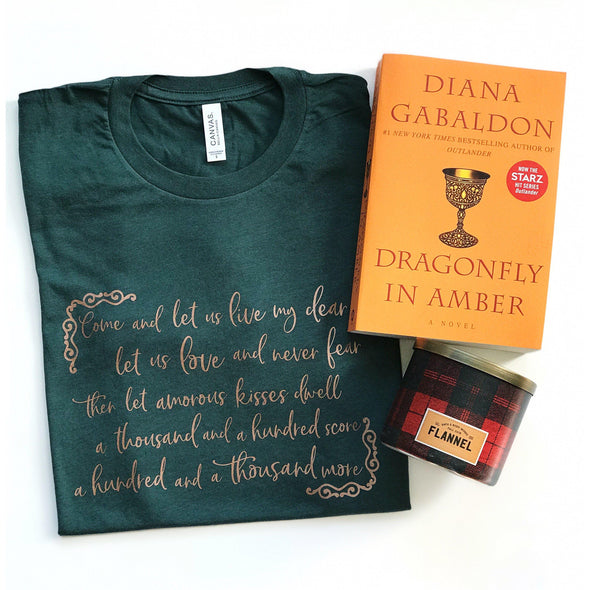 CANVAS.
Come and let us live my dear
let us love and never fear
then let amorous kisses dwell
a thousand and a hundred score
a hundred and a thousand more
DIANA
GABALDON
#1 NEW YORK TIMES BESTSELLING AUTHOR OF
OUTLANDER
NOW THE
STARZ
HIT SERIES
Outlander
DRAGONFLY
IN AMBER
A NOVEL
FLANNEL